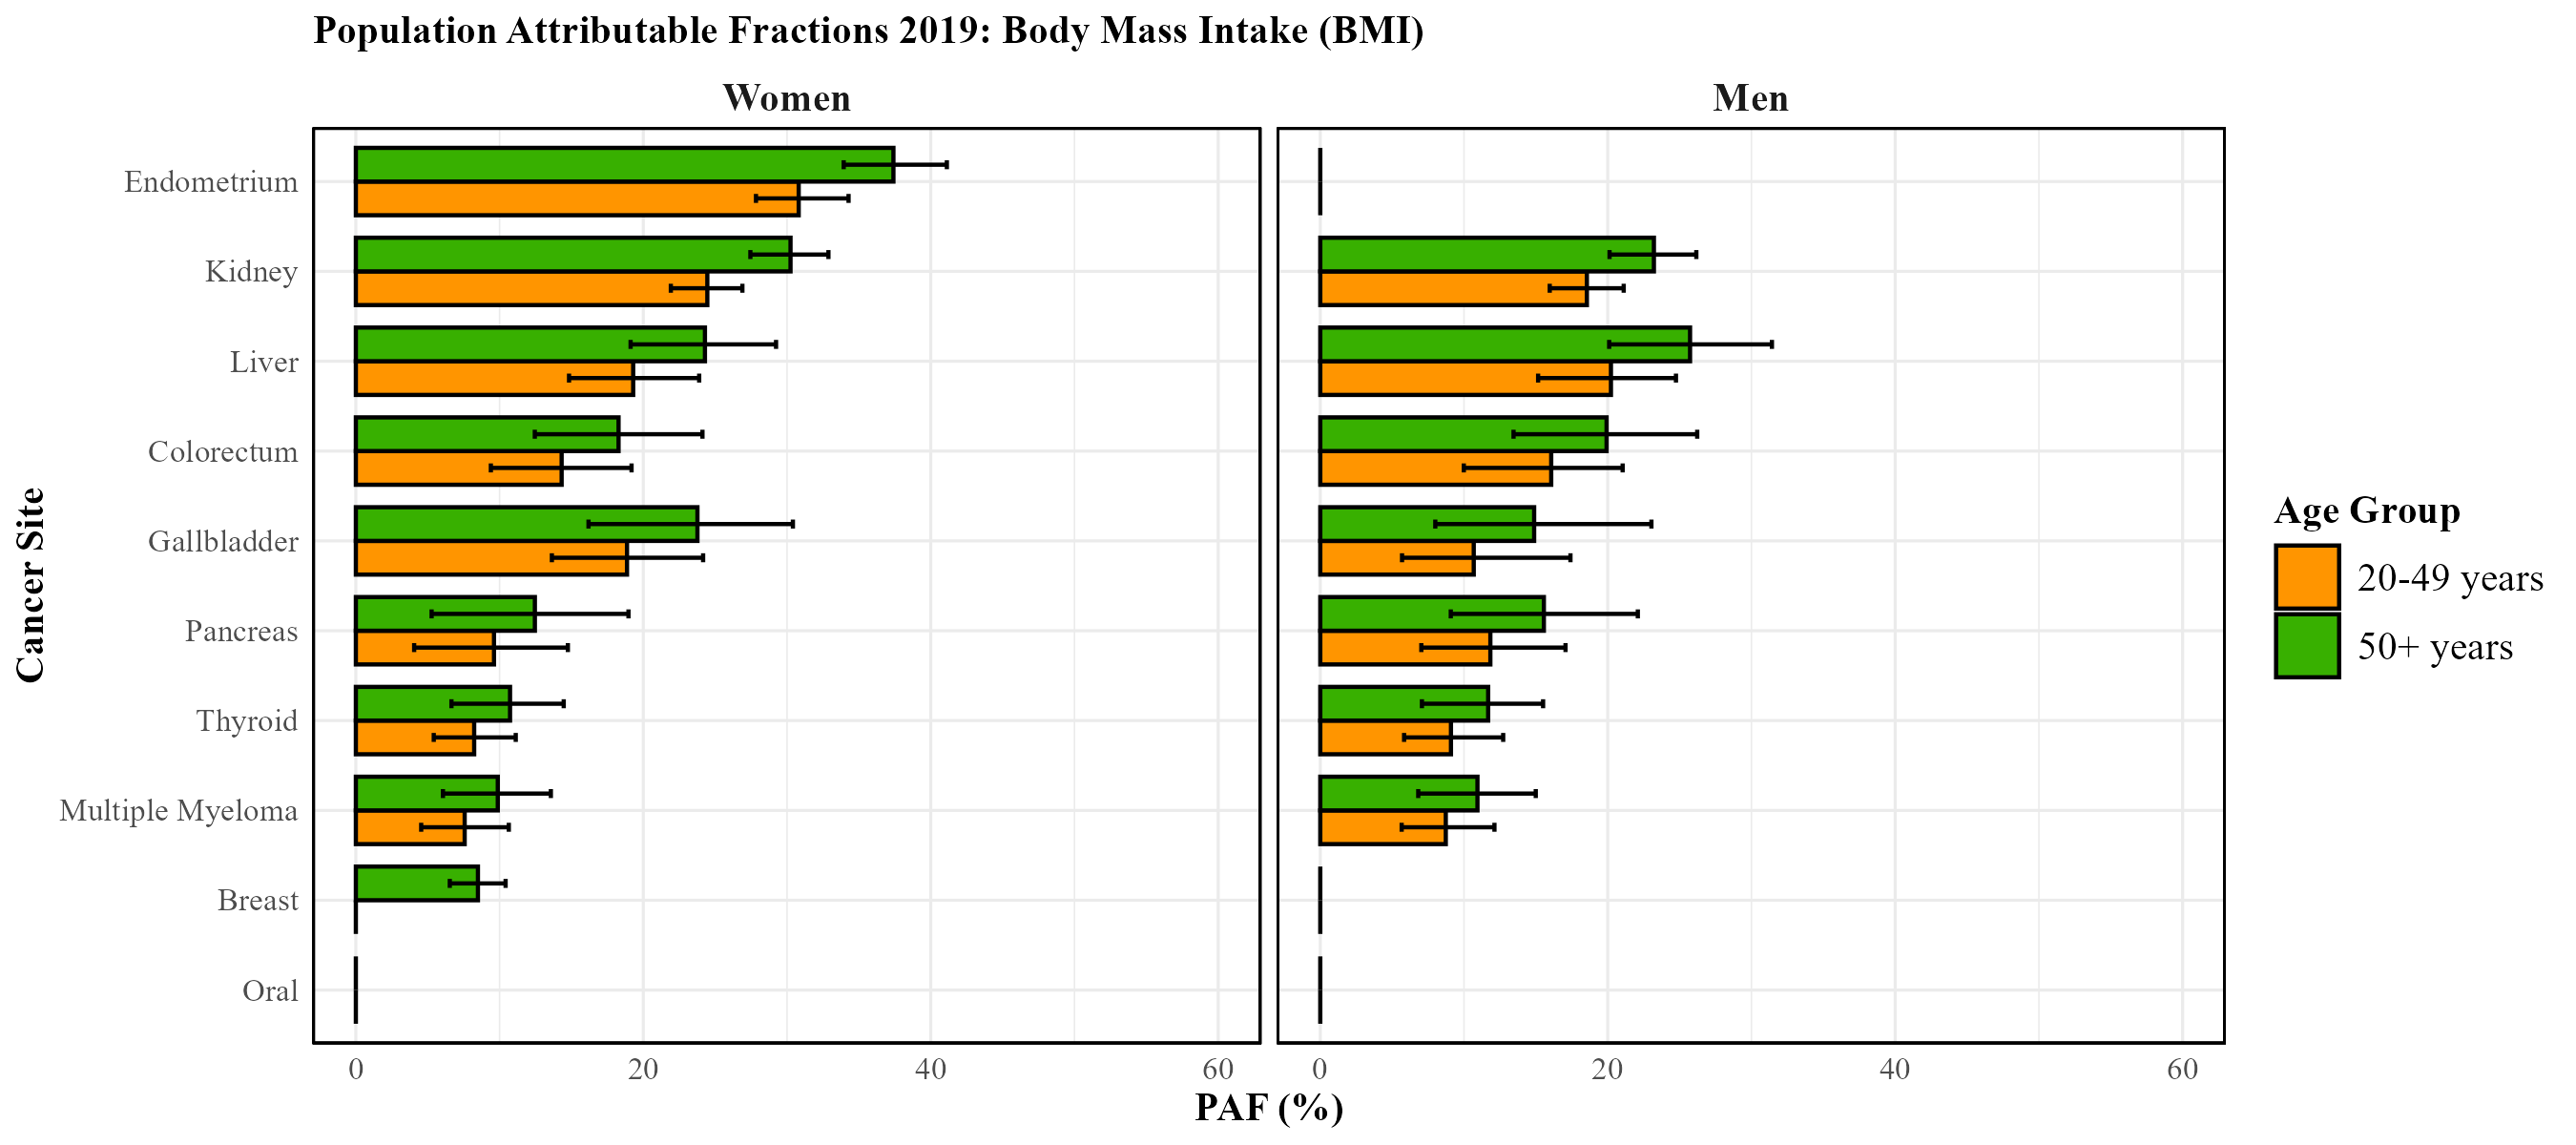 Population Attributable Fractions 2019: Body Mass Intake (BMI)
Women
Men
Cancer Site
Endometrium
Kidney
Liver
Colorectum
Gallbladder
Pancreas
Thyroid
Multiple Myeloma
Breast
Oral
0 20 40 60
0 20 40 60
PAF (%)
Age Group
20-49 years
50+ years